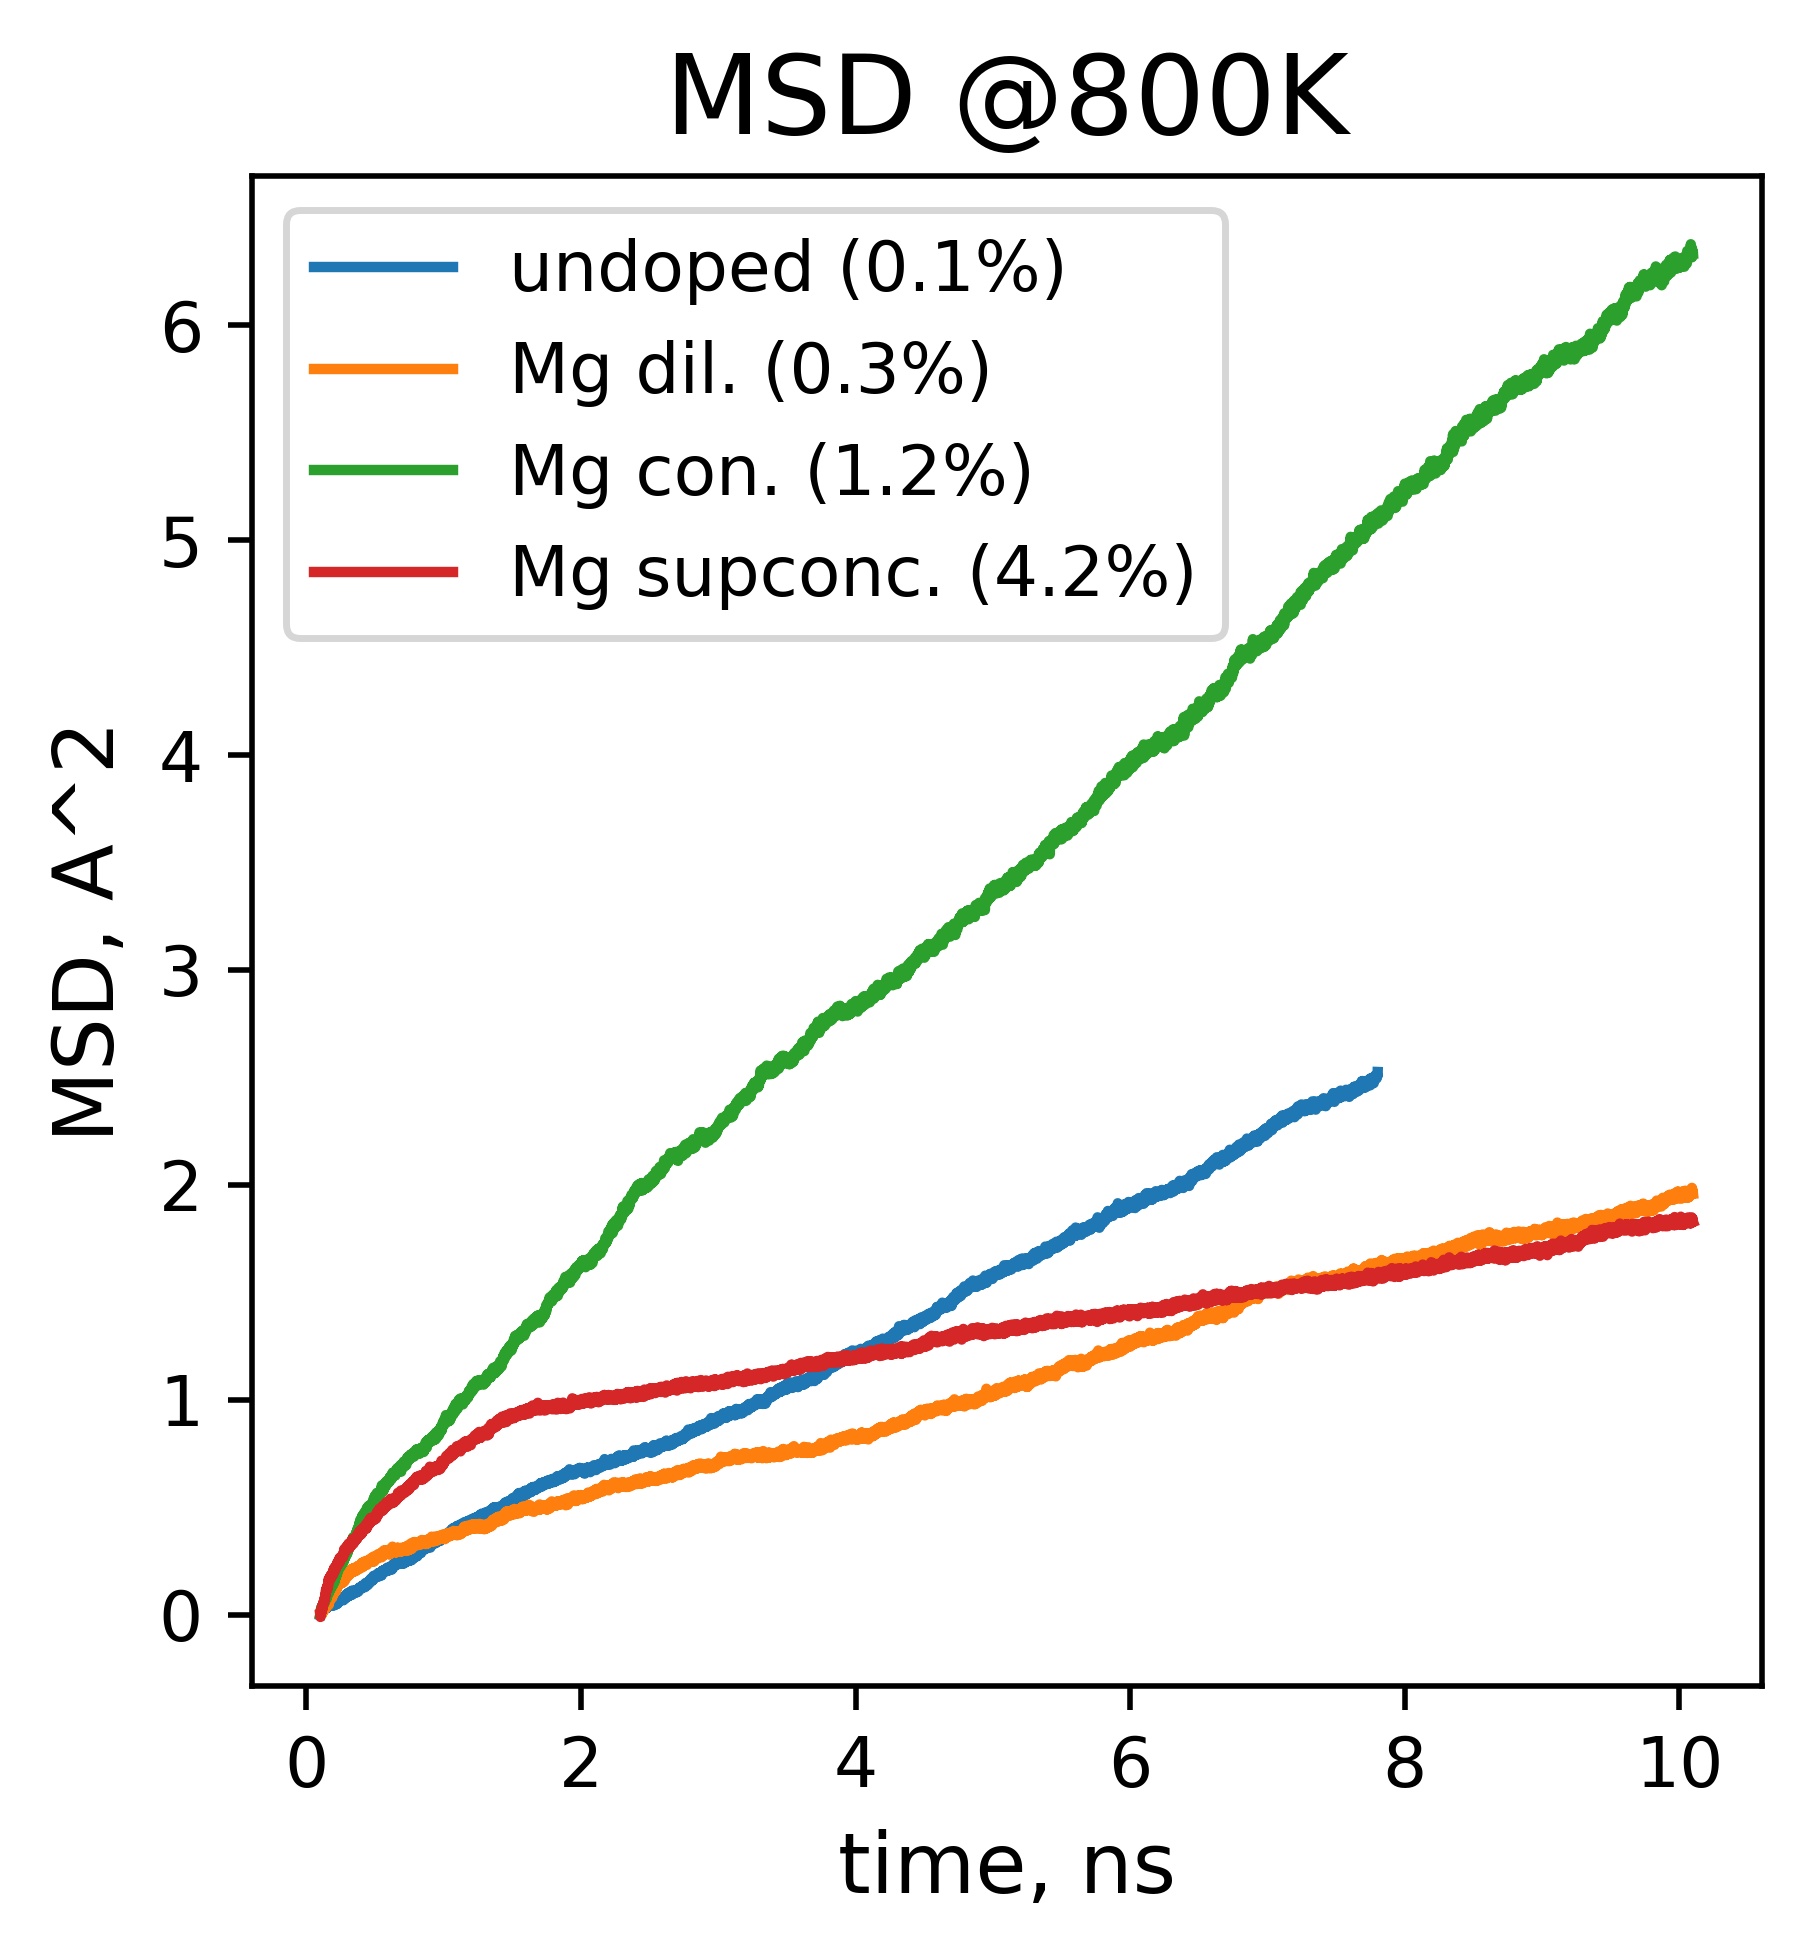 MSD @800K
undoped (0.1%)
Mg dil. (0.3%)
Mg con. (1.2%)
Mg supconc. (4.2%)
MSD, A^2
6
5
4
3
2
1
0
0 2 4 6 8 10
time, ns